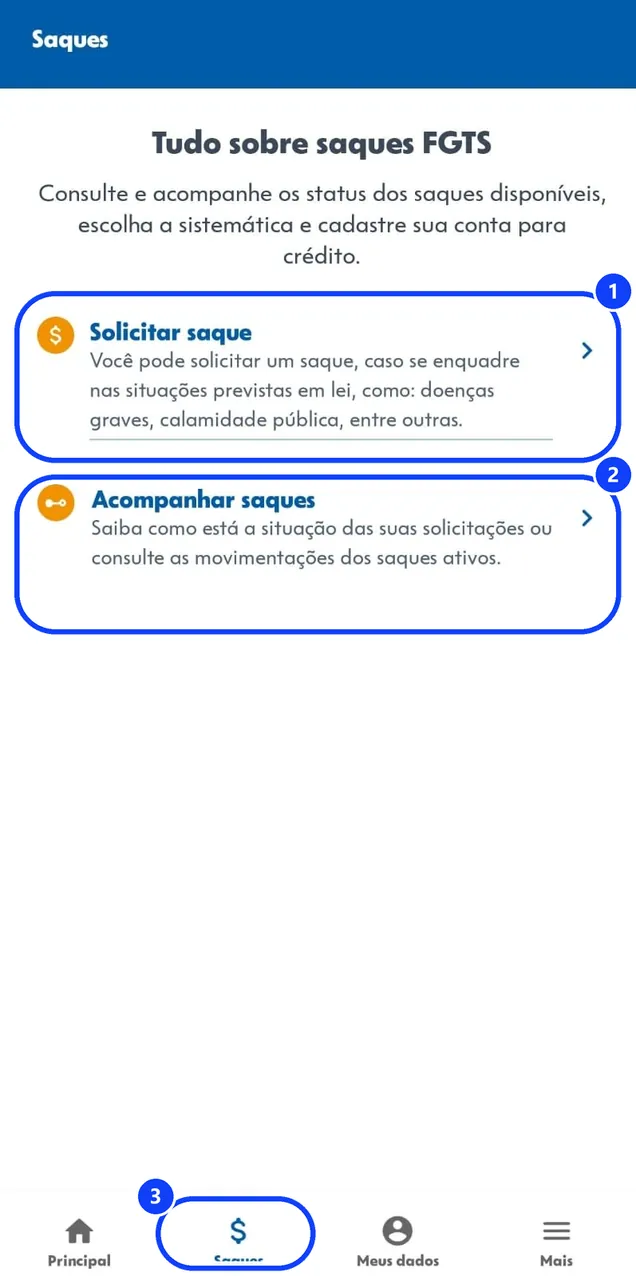 Saques
Tudo sobre saques FGTS
Consulte e acompanhe os status dos saques disponíveis,
escolha a sistemática e cadastre sua conta para
crédito.
1
Solicitar saque
Você pode solicitar um saque, caso se enquadre
nas situações previstas em lei, como: doenças
graves, calamidade pública, entre outras.
2
Acompanhar saques
Saiba como está a situação das suas solicitações ou
consulte as movimentações dos saques ativos.
3
Principal
Saques
Meus dados
Mais